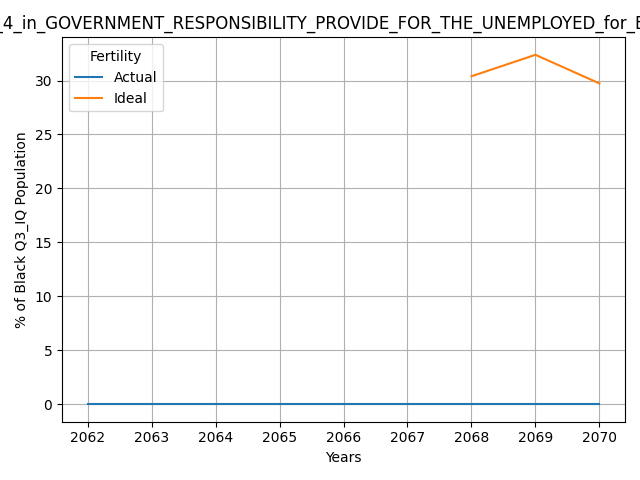 _4_in_GOVERNMENT_RESPONSIBILITY_PROVIDE_FOR_THE_UNEMPLOYED_for_
Fertility
Actual
Ideal
% of Black Q3_IQ Population
30
25
20
15
10
5
0
2062 2063 2064 2065 2066 2067 2068 2069 2070
Years